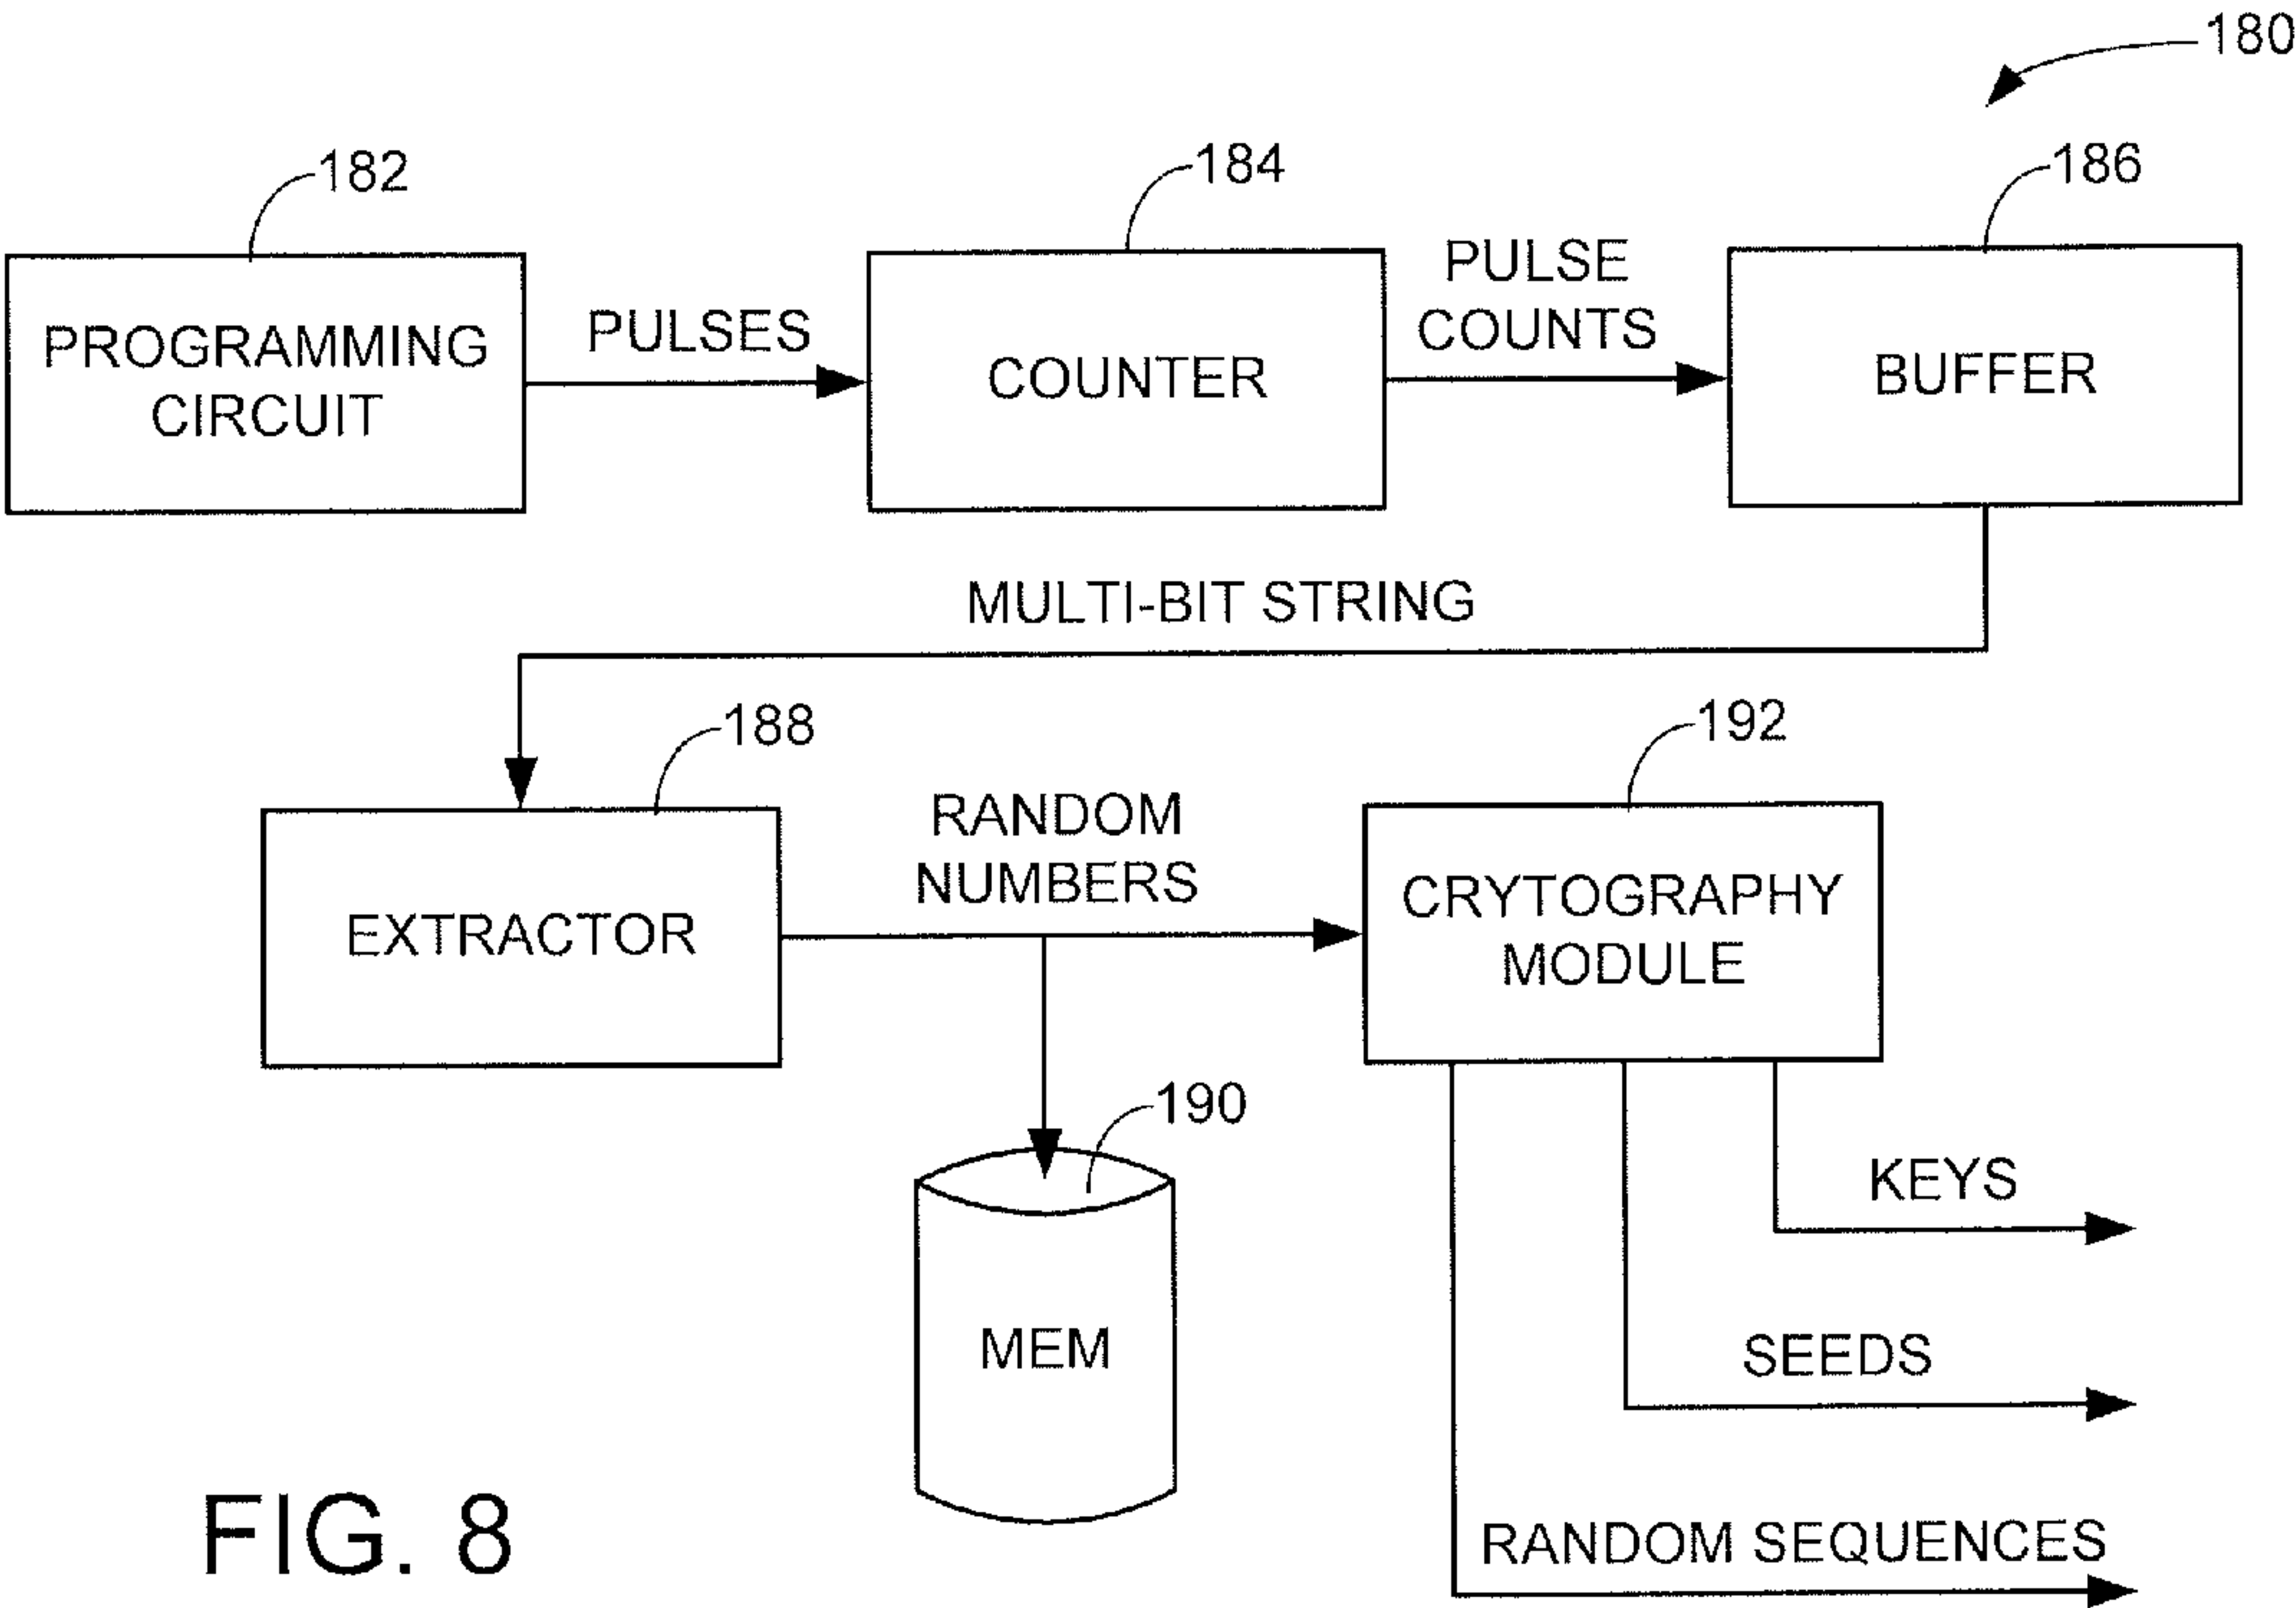 180
182
184
186
PROGRAMMING
CIRCUIT
PULSES
COUNTER
PULSE
COUNTS
BUFFER
MULTI-BIT STRING
188
192
EXTRACTOR
RANDOM
NUMBERS
CRYTOGRAPHY
MODULE
190
MEM
KEYS
SEEDS
RANDOM SEQUENCES
FIG. 8